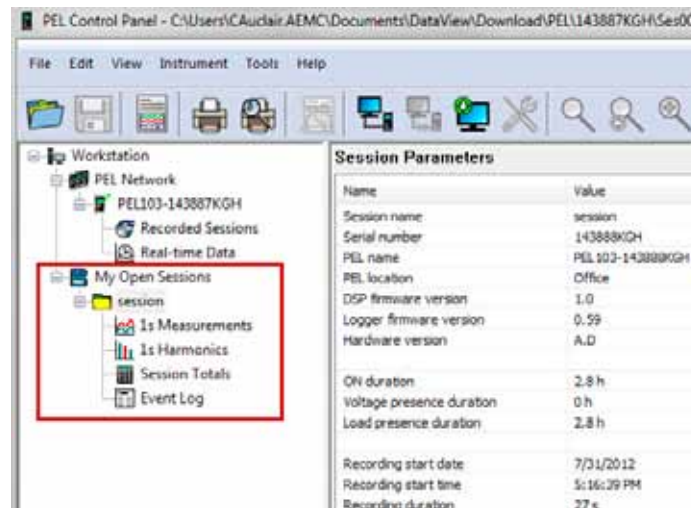 PEL Control Panel - C:\Users\CAuclair.AEMC\Documents\DataView\Download\PEL\143887KGH\Ses00
File Edit View Instrument Tools Help
Workstation
PEL Network
PEL103-143887KGH
Recorded Sessions
Real-time Data
My Open Sessions
session
1s Measurements
1s Harmonics
Session Totals
Event Log
Session Parameters
Name Value
Session name session
Serial number 143888KGH
PEL name PEL 103-143888KGH
PEL location Office
DSP firmware version 1.0
Logger firmware version 0.59
Hardware version A.D
ON duration 2.8 h
Voltage presence duration 0 h
Load presence duration 2.8 h
Recording start date 7/31/2012
Recording start time 5:16:39 PM
Recording duration 27 s